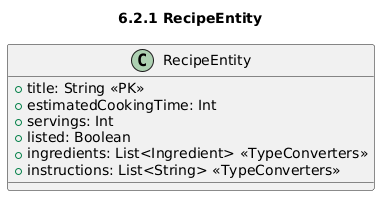 6.2.1 RecipeEntity
C RecipeEntity
title: String «PK»
estimatedCookingTime: Int
servings: Int
listed: Boolean
ingredients: List<Ingredient> «TypeConverters»
instructions: List<String> «TypeConverters»